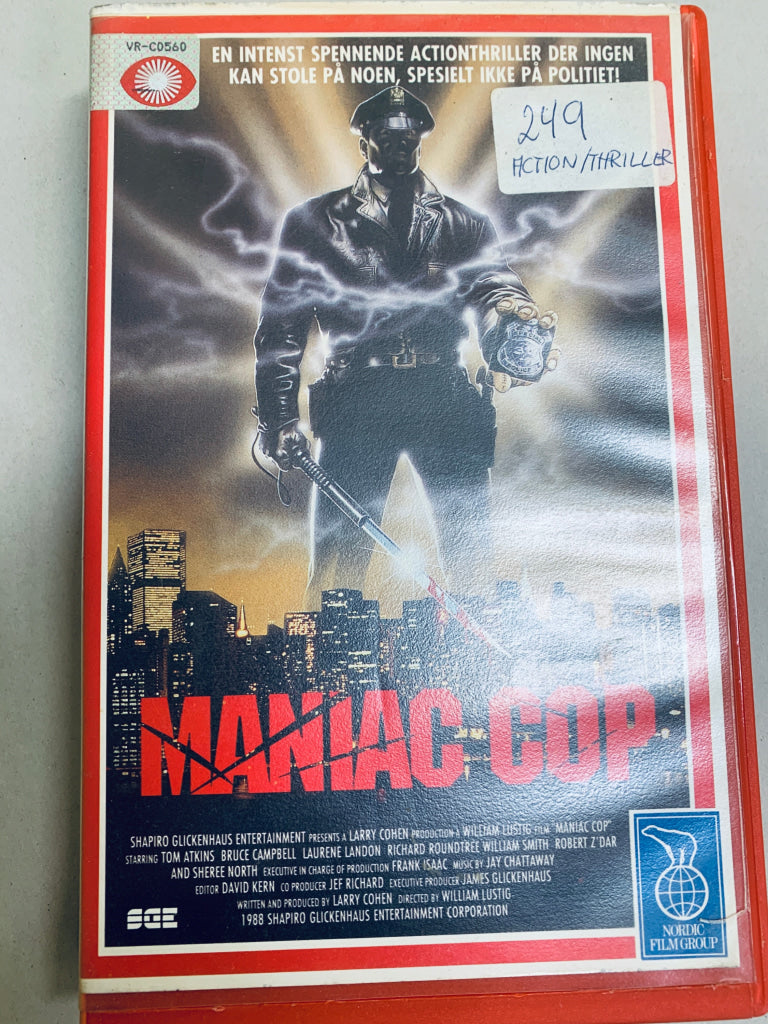 VR-C0560
EN INTENST SPENNENDE ACTIONTHRILLER DER INGEN
KAN STOLE PÅ NOEN, SPESIELT IKKE PÅ POLITIET!
249
ACTION/THRILLER
MANIAC COP
SHAPIRO GLICKENHAUS ENTERTAINMENT PRESENTS A LARRY COHEN PRODUCTION A WILLIAM LUSTIG FILM "MANIAC COP"
STARRING TOM ATKINS BRUCE CAMPBELL LAURENE LANDON RICHARD ROUNDTREE WILLIAM SMITH ROBERT Z'DAR
AND SHEREE NORTH EXECUTIVE IN CHARGE OF PRODUCTION FRANK ISAAC MUSIC BY JAY CHATTAWAY
EDITOR DAVID KERN CO PRODUCER JEF RICHARD EXECUTIVE PRODUCER JAMES GLICKENHAUS
WRITTEN AND PRODUCED BY LARRY COHEN DIRECTED BY WILLIAM LUSTIG
1988 SHAPIRO GLICKENHAUS ENTERTAINMENT CORPORATION
SGE
NORDIC
FILM GROUP